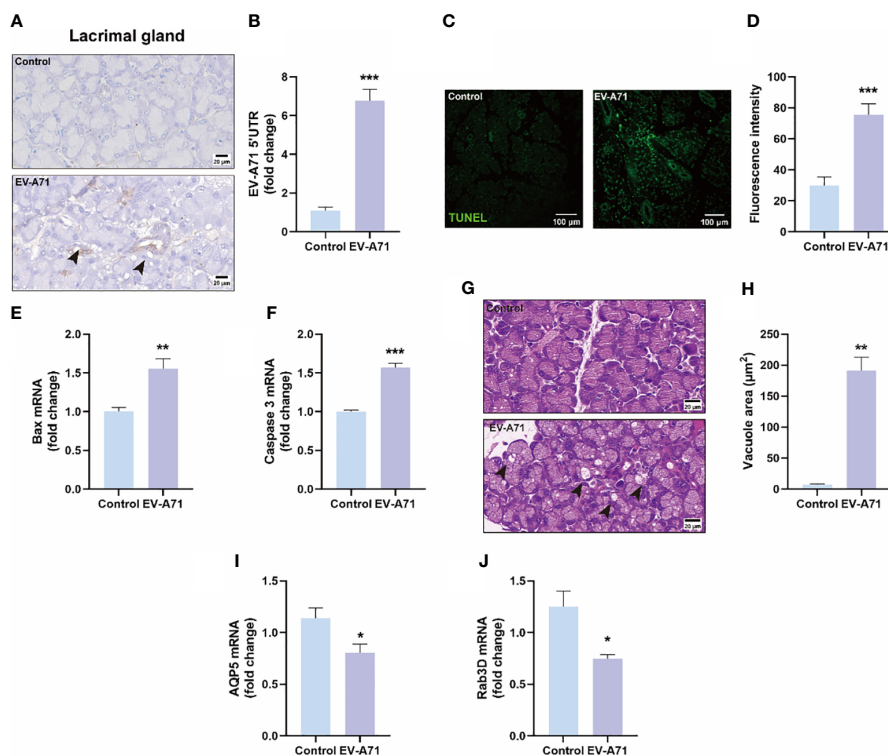 A
Lacrimal gland
Control
20 µm
EV-A71
20 µm
B
EV-A71 5'UTR
(fold change)
8
6
4
2
0
***
Control EV-A71
C
Control
TUNEL
100 µm
EV-A71
100 µm
D
Fluorescence intensity
100
80
60
40
20
0
***
Control EV-A71
E
Bax mRNA
(fold change)
2.0
1.5
1.0
0.5
0.0
**
Control EV-A71
F
Caspase 3 mRNA
(fold change)
2.0
1.5
1.0
0.5
0.0
***
Control EV-A71
G
Control
20 µm
EV-A71
20 µm
H
Vacuole area (µm²)
250
200
150
100
50
0
**
Control EV-A71
I
AQP5 mRNA
(fold change)
1.5
1.0
0.5
0.0
*
Control EV-A71
J
Rab3D mRNA
(fold change)
1.5
1.0
0.5
0.0
*
Control EV-A71